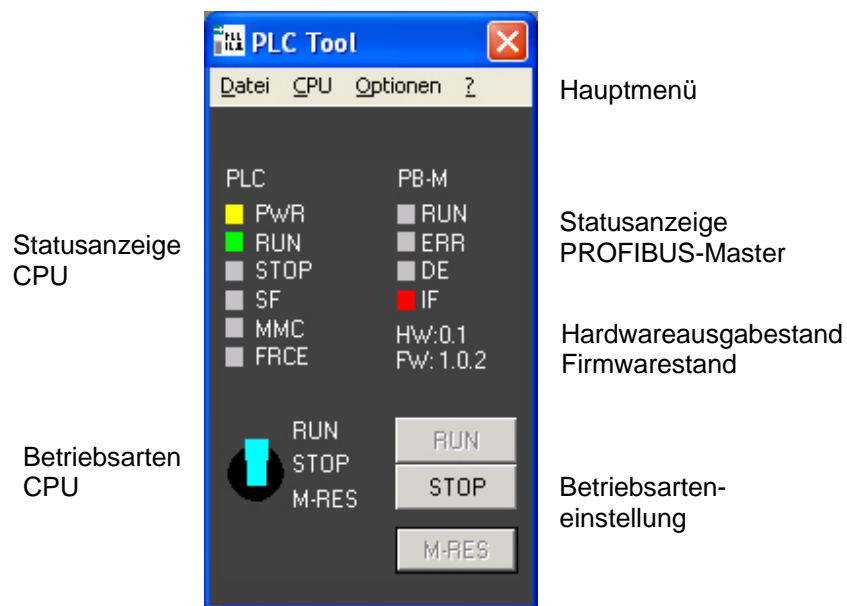 PLC Tool
Datei CPU Optionen ?
Hauptmenü
PLC
PWR
RUN
STOP
SF
MMC
FRCE
PB-M
RUN
ERR
DE
IF
HW:0.1
FW: 1.0.2
Statusanzeige
CPU
Statusanzeige
PROFIBUS-Master
Hardwareausgabestand
Firmwarestand
Betriebsarten
CPU
RUN
STOP
M-RES
RUN
STOP
M-RES
Betriebsarten-
einstellung